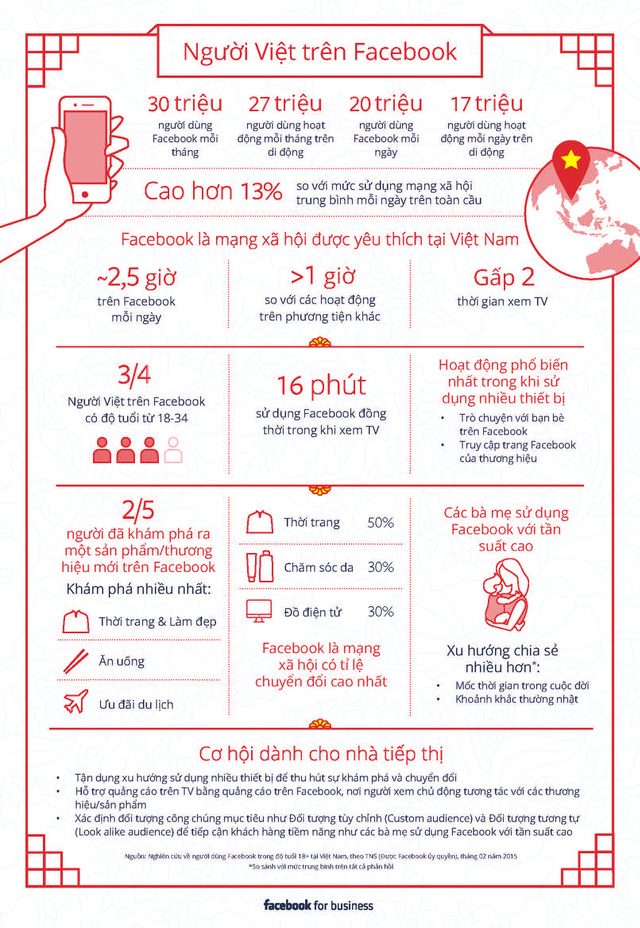 Người Việt trên Facebook
30 triệu
người dùng
Facebook mỗi
tháng
27 triệu
người dùng hoạt
động mỗi tháng trên
di động
20 triệu
người dùng
Facebook mỗi
ngày
17 triệu
người dùng hoạt
động mỗi ngày trên
di động
Cao hơn 13%
so với mức sử dụng mạng xã hội
trung bình mỗi ngày trên toàn cầu
Facebook là mạng xã hội được yêu thích tại Việt Nam
~2,5 giờ
trên Facebook
mỗi ngày
>1 giờ
so với các hoạt động
trên phương tiện khác
Gấp 2
thời gian xem TV
3/4
Người Việt trên Facebook
có độ tuổi từ 18-34
16 phút
sử dụng Facebook đồng
thời trong khi xem TV
Hoạt động phổ biến
nhất trong khi sử
dụng nhiều thiết bị
• Trò chuyện với bạn bè
trên Facebook
• Truy cập trang Facebook
của thương hiệu
2/5
người đã khám phá ra
một sản phẩm/thương
hiệu mới trên Facebook
Khám phá nhiều nhất:
Thời trang & Làm đẹp
Ăn uống
Ưu đãi du lịch
Thời trang 50%
Chăm sóc da 30%
Đồ điện tử 30%
Facebook là mạng
xã hội có tỉ lệ
chuyển đổi cao nhất
Các bà mẹ sử dụng
Facebook với tần
suất cao
Xu hướng chia sẻ
nhiều hơn*:
• Mốc thời gian trong cuộc đời
• Khoảnh khắc thường nhật
Cơ hội dành cho nhà tiếp thị
• Tận dụng xu hướng sử dụng nhiều thiết bị để thu hút sự khám phá và chuyển đổi
• Hỗ trợ quảng cáo trên TV bằng quảng cáo trên Facebook, nơi người xem chủ động tương tác với các thương
hiệu/sản phẩm
• Xác định đối tượng công chúng mục tiêu như Đối tượng tùy chỉnh (Custom audience) và Đối tượng tương tự
(Look alike audience) để tiếp cận khách hàng tiềm năng như các bà mẹ sử dụng Facebook với tần suất cao
Nguồn: Nghiên cứu về người dùng Facebook trong độ tuổi 18+ tại Việt Nam, theo TNS (Được Facebook ủy quyền), tháng 02 năm 2015
*So sánh với mức trung bình trên tất cả phản hồi
facebook for business